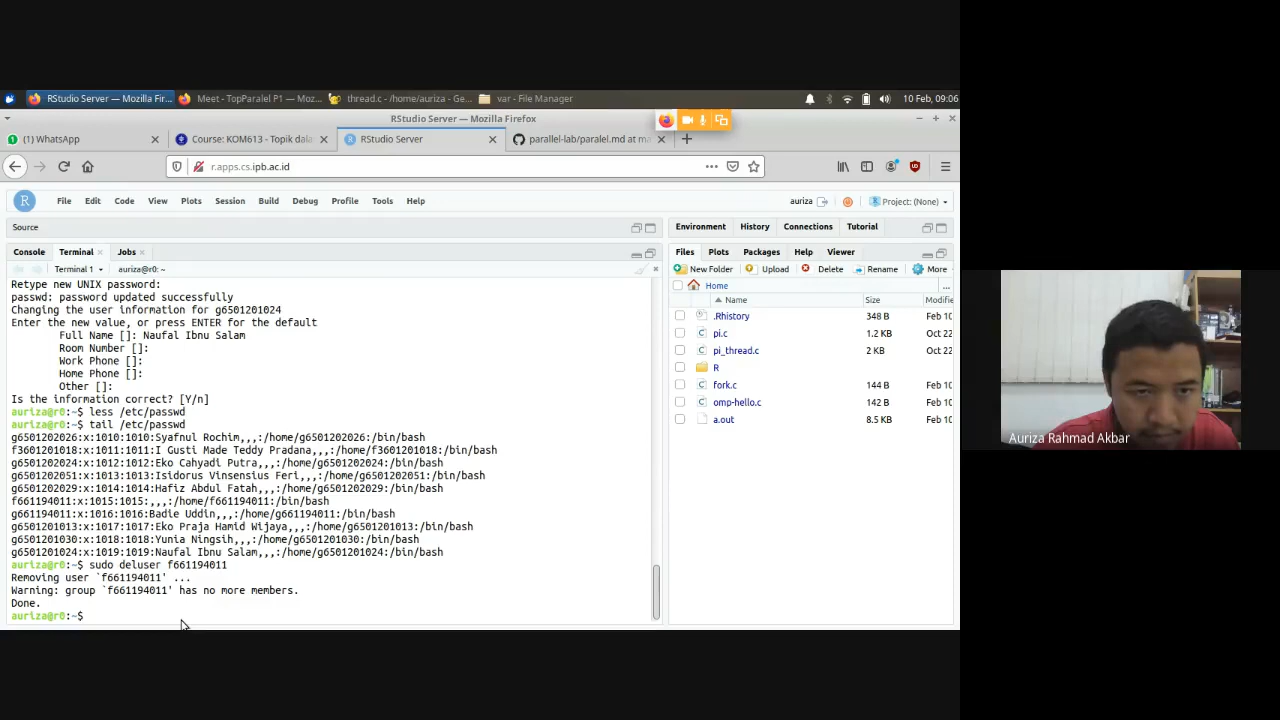 RStudio Server — Mozilla Fir...
Meet - TopParalel P1 — Moz...
thread.c - /home/auriza - Ge...
var - File Manager
10 Feb, 09:06
RStudio Server — Mozilla Firefox
(1) WhatsApp
Course: KOM613 - Topik dala
RStudio Server
parallel-lab/paralel.md at ma
r.apps.cs.ipb.ac.id
File Edit Code View Plots Session Build Debug Profile Tools Help
auriza
Project: (None)
Source
Console Terminal Jobs
Terminal 1 auriza@r0: ~
Retype new UNIX password:
passwd: password updated successfully
Changing the user information for g6501201024
Enter the new value, or press ENTER for the default
Full Name []: Naufal Ibnu Salam
Room Number []:
Work Phone []:
Home Phone []:
Other []:
Is the information correct? [Y/n]
auriza@r0:~$ less /etc/passwd
auriza@r0:~$ tail /etc/passwd
g6501202026:x:1010:1010:Syafnul Rochim,,,:/home/g6501202026:/bin/bash
f3601201018:x:1011:1011:I Gusti Made Teddy Pradana,,,:/home/f3601201018:/bin/bash
g6501202024:x:1012:1012:Eko Cahyadi Putra,,,:/home/g6501202024:/bin/bash
g6501202051:x:1013:1013:Isidorus Vinsensius Feri,,,:/home/g6501202051:/bin/bash
g6501202029:x:1014:1014:Hafiz Abdul Fatah,,,:/home/g6501202029:/bin/bash
f661194011:x:1015:1015:,,,:/home/f661194011:/bin/bash
g661194011:x:1016:1016:Badie Uddin,,,:/home/g661194011:/bin/bash
g6501201013:x:1017:1017:Eko Praja Hamid Wijaya,,,:/home/g6501201013:/bin/bash
g6501201030:x:1018:1018:Yunia Ningsih,,,:/home/g6501201030:/bin/bash
g6501201024:x:1019:1019:Naufal Ibnu Salam,,,:/home/g6501201024:/bin/bash
auriza@r0:~$ sudo deluser f661194011
Removing user `f661194011' ...
Warning: group `f661194011' has no more members.
Done.
auriza@r0:~$
Environment History Connections Tutorial
Files Plots Packages Help Viewer
New Folder Upload Delete Rename More
Home ...
Name Size Modifie
.Rhistory 348 B Feb 10
pi.c 1.2 KB Oct 22
pi_thread.c 2 KB Oct 22
R
fork.c 144 B Feb 10
omp-hello.c 142 B Feb 10
a.out 8.5 KB Feb 10
Auriza Rahmad Akbar